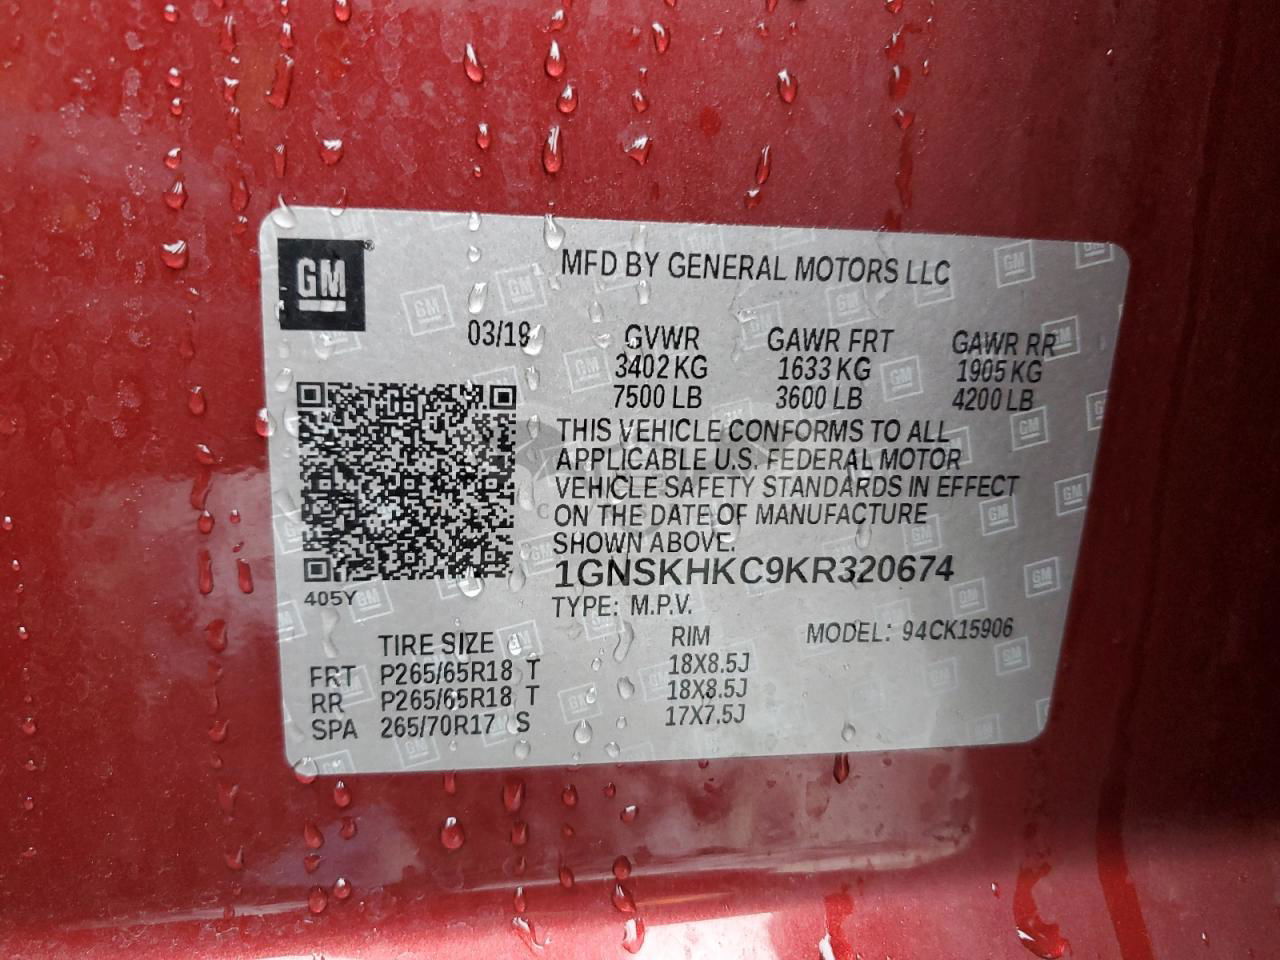 GM
MFD BY GENERAL MOTORS LLC
03/19 GVWR GAWR FRT GAWR RR
3402 KG 1633 KG 1905 KG
7500 LB 3600 LB 4200 LB
THIS VEHICLE CONFORMS TO ALL
APPLICABLE U.S. FEDERAL MOTOR
VEHICLE SAFETY STANDARDS IN EFFECT
ON THE DATE OF MANUFACTURE
SHOWN ABOVE.
1GNSKHKC9KR320674
405Y
TYPE: M.P.V.
TIRE SIZE RIM MODEL: 94CK15906
FRT P265/65R18 T 18X8.5J
RR P265/65R18 T 18X8.5J
SPA 265/70R17 S 17X7.5J